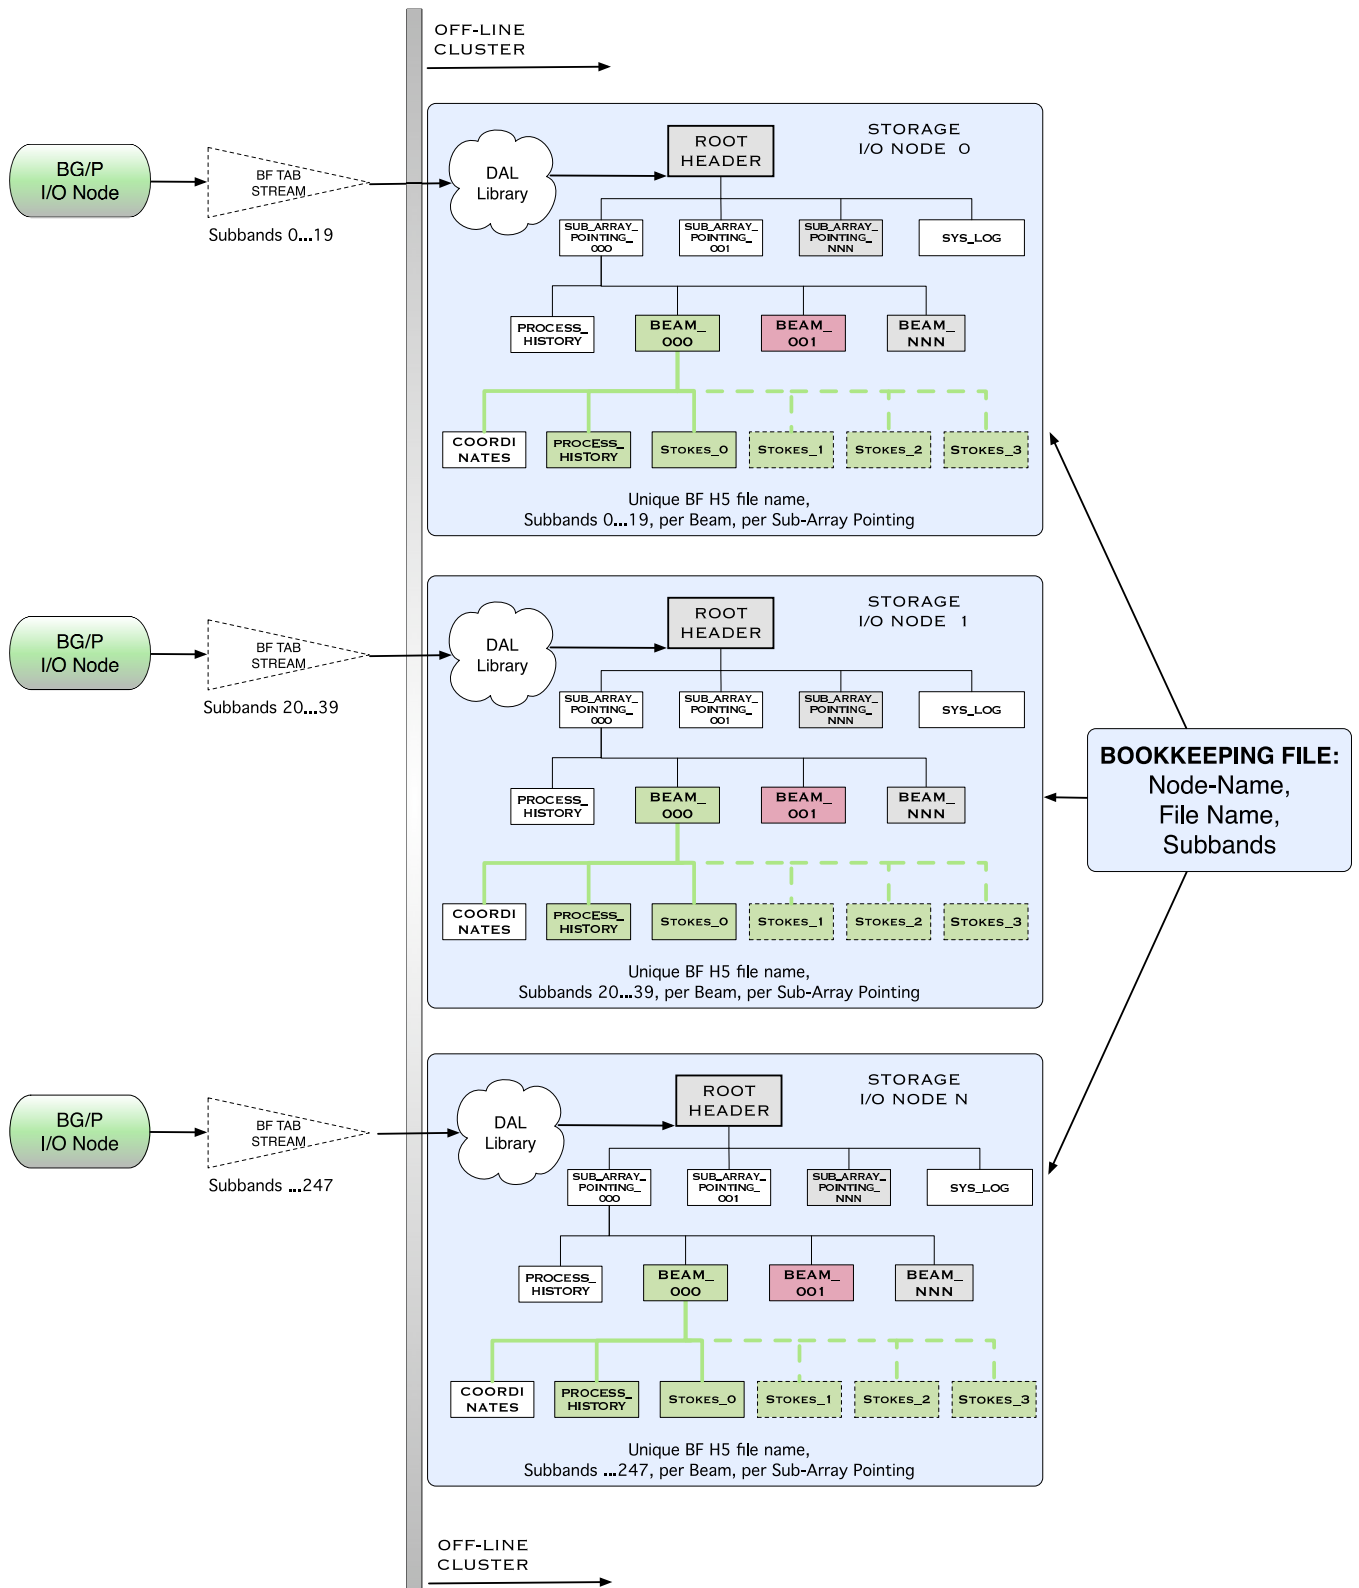 OFF-LINE
CLUSTER
BG/P
I/O Node
BF TAB
STREAM
Subbands 0...19
DAL
Library
ROOT
HEADER
STORAGE
I/O NODE 0
SUB_ARRAY_
POINTING_
000
SUB_ARRAY_
POINTING_
001
SUB_ARRAY_
POINTING_
NNN
SYS_LOG
PROCESS_
HISTORY
BEAM_
000
BEAM_
001
BEAM_
NNN
COORDI
NATES
PROCESS_
HISTORY
STOKES_0
STOKES_1
STOKES_2
STOKES_3
Unique BF H5 file name,
Subbands 0...19, per Beam, per Sub-Array Pointing
BG/P
I/O Node
BF TAB
STREAM
Subbands 20...39
DAL
Library
ROOT
HEADER
STORAGE
I/O NODE 1
SUB_ARRAY_
POINTING_
000
SUB_ARRAY_
POINTING_
001
SUB_ARRAY_
POINTING_
NNN
SYS_LOG
PROCESS_
HISTORY
BEAM_
000
BEAM_
001
BEAM_
NNN
COORDI
NATES
PROCESS_
HISTORY
STOKES_0
STOKES_1
STOKES_2
STOKES_3
Unique BF H5 file name,
Subbands 20...39, per Beam, per Sub-Array Pointing
BOOKKEEPING FILE:
Node-Name,
File Name,
Subbands
BG/P
I/O Node
BF TAB
STREAM
Subbands ...247
DAL
Library
ROOT
HEADER
STORAGE
I/O NODE N
SUB_ARRAY_
POINTING_
000
SUB_ARRAY_
POINTING_
001
SUB_ARRAY_
POINTING_
NNN
SYS_LOG
PROCESS_
HISTORY
BEAM_
000
BEAM_
001
BEAM_
NNN
COORDI
NATES
PROCESS_
HISTORY
STOKES_0
STOKES_1
STOKES_2
STOKES_3
Unique BF H5 file name,
Subbands ...247, per Beam, per Sub-Array Pointing
OFF-LINE
CLUSTER